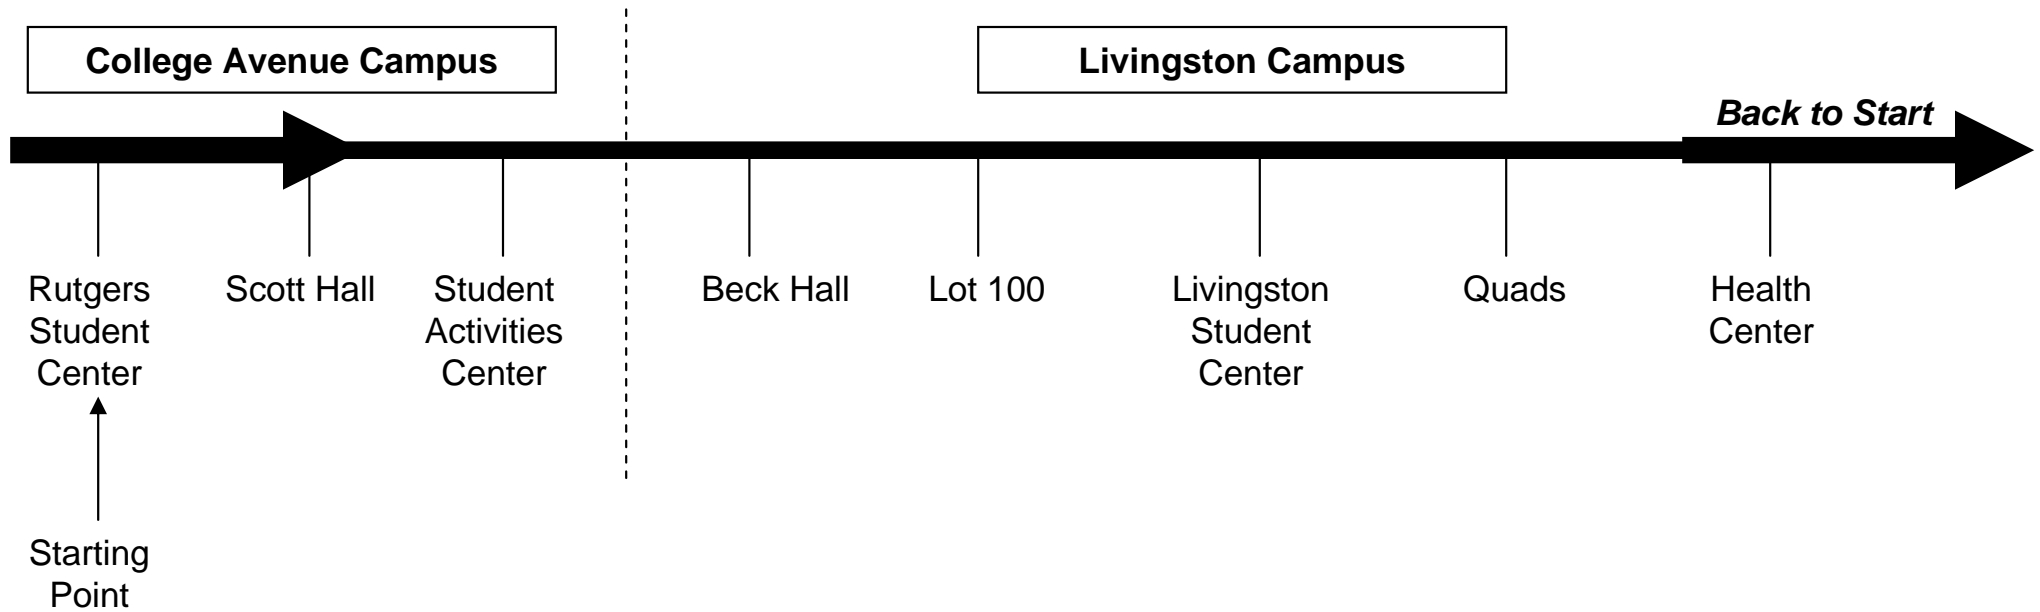 College Avenue Campus
Livingston Campus
Back to Start
Rutgers
Student
Center
Scott Hall
Student
Activities
Center
Beck Hall
Lot 100
Livingston
Student
Center
Quads
Health
Center
Starting
Point